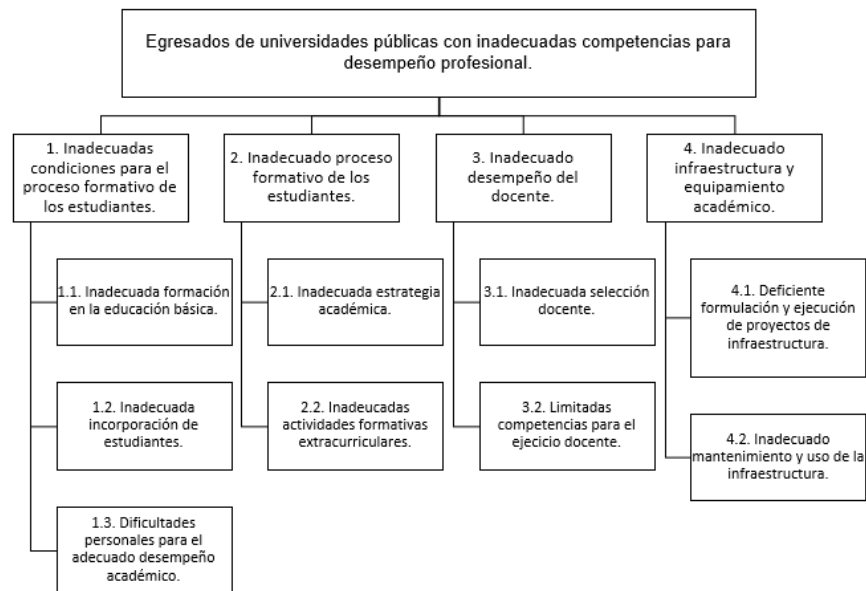 Egresados de universidades públicas con inadecuadas competencias para
desempeño profesional.
1. Inadecuadas
condiciones para el
proceso formativo de
los estudiantes.
2. Inadecuado proceso
formativo de los
estudiantes.
3. Inadecuado
desempeño del
docente.
4. Inadecuado
infraestructura y
equipamiento
académico.
1.1. Inadecuada formación
en la educación básica.
2.1. Inadecuada estrategia
académica.
3.1. Inadecuada selección
docente.
4.1. Deficiente
formulación y ejecución
de proyectos de
infraestructura.
1.2. Inadecuada
incorporación de
estudiantes.
2.2. Inadeucadas
actividades formativas
extracurriculares.
3.2. Limitadas
competencias para el
ejecicio docente.
4.2. Inadecuado
mantenimiento y uso de la
infraestructura.
1.3. Dificultades
personales para el
adecuado desempeño
académico.